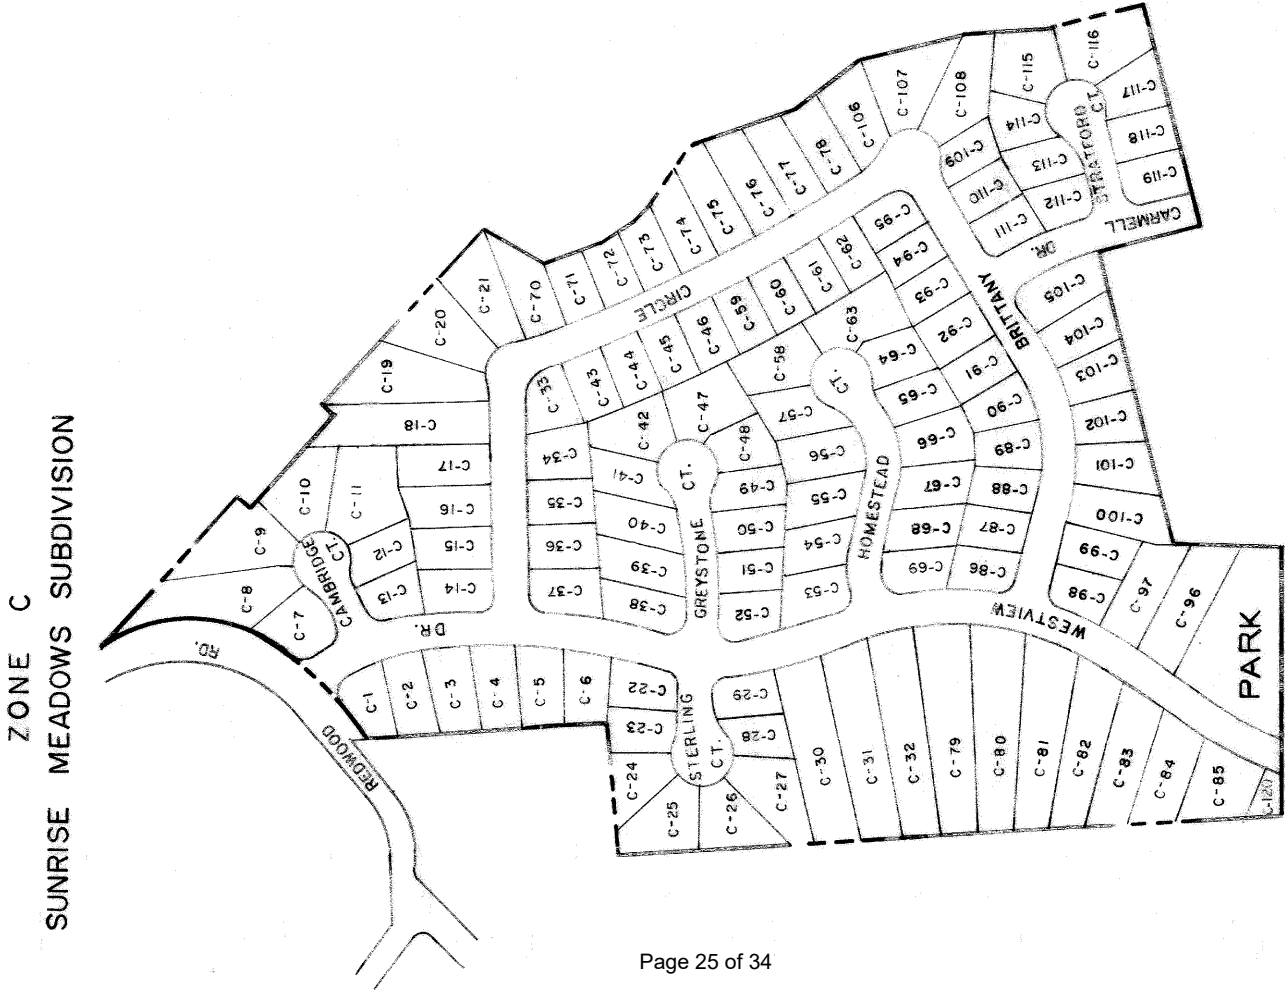 ZONE C
SUNRISE MEADOWS SUBDIVISION
C-116
C-115
C-117
C-107
C-108
C-114
STRATFORD CT.
C-118
C-106
C-109
C-113
C-119
C-78
C-110
C-112
C-77
C-111
CARMELL DR.
C-76
C-95
C-75
C-62
C-94
C-74
C-61
C-93
BRITTANY
C-105
C-73
CIRCLE
C-60
C-63
C-92
C-104
C-72
C-59
C-64
C-91
C-103
C-71
C-46
C-58
CT.
C-65
C-90
C-102
C-70
C-45
C-57
C-66
C-89
C-101
C-21
C-44
C-47
C-56
HOMESTEAD
C-67
C-88
C-100
C-20
C-43
C-48
C-55
C-68
C-87
C-99
C-19
C-33
C-42
CT.
C-49
C-54
C-69
C-86
C-98
C-18
C-34
C-41
GREYSTONE
C-50
C-53
C-97
C-17
C-35
C-40
C-51
C-96
C-10
C-11
C-16
C-36
C-39
C-52
WESTVIEW
PARK
C-9
CAMBRIDGE CT.
C-12
C-15
C-37
C-38
C-8
C-13
C-14
C-7
DR.
RD.
REDWOOD
C-1
C-2
C-3
C-4
C-5
C-6
C-22
C-29
C-23
STERLING CT.
C-28
C-24
C-25
C-26
C-27
C-30
C-31
C-32
C-79
C-80
C-81
C-82
C-83
C-84
C-85
C-120
Page 25 of 34